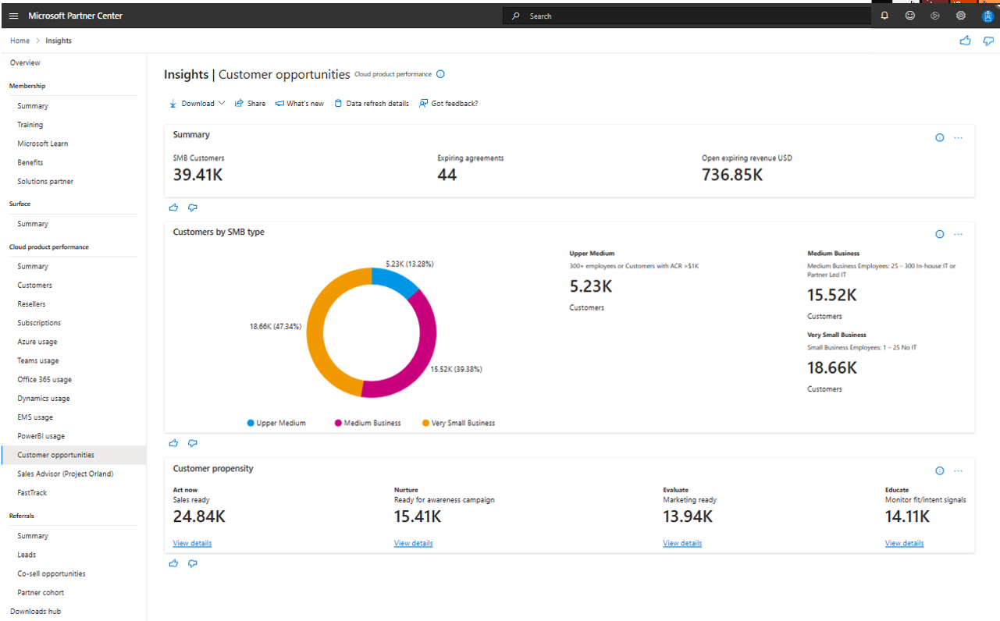 Microsoft Partner Center
Search
Home > Insights
Overview
Membership
Summary
Training
Microsoft Learn
Benefits
Solutions partner
Surface
Summary
Cloud product performance
Summary
Customers
Resellers
Subscriptions
Azure usage
Teams usage
Office 365 usage
Dynamics usage
EMS usage
PowerBI usage
Customer opportunities
Sales Advisor (Project Orland)
FastTrack
Referrals
Summary
Leads
Co-sell opportunities
Partner cohort
Downloads hub
Insights | Customer opportunities Cloud product performance
Download Share What's new Data refresh details Got feedback?
Summary
SMB Customers
39.41K
Expiring agreements
44
Open expiring revenue USD
736.85K
Customers by SMB type
5.23K (13.28%)
18.66K (47.34%)
15.52K (39.38%)
Upper Medium Medium Business Very Small Business
Upper Medium
300+ employees or Customers with ACR >$1K
5.23K
Customers
Medium Business
Medium Business Employees: 25 – 300 In-house IT or
Partner Led IT
15.52K
Customers
Very Small Business
Small Business Employees: 1 – 25 No IT
18.66K
Customers
Customer propensity
Act now
Sales ready
24.84K
View details
Nurture
Ready for awareness campaign
15.41K
View details
Evaluate
Marketing ready
13.94K
View details
Educate
Monitor fit/intent signals
14.11K
View details